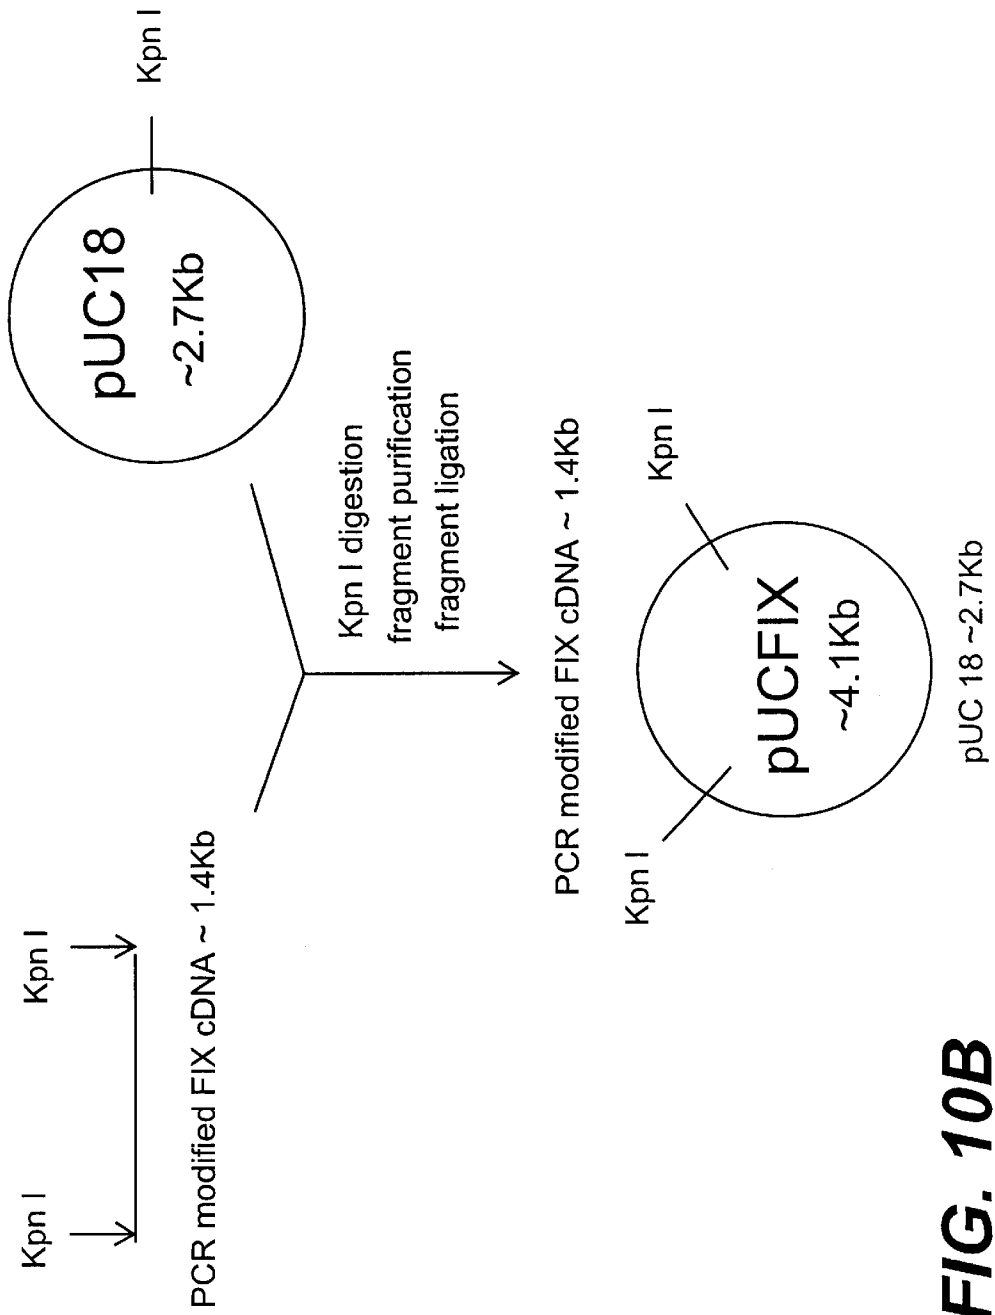 Kpn I
Kpn I
PCR modified FIX cDNA ~ 1.4Kb
pUC18
~2.7Kb
Kpn I
Kpn I digestion
fragment purification
fragment ligation
PCR modified FIX cDNA ~ 1.4Kb
Kpn I
Kpn I
pUCFIX
~4.1Kb
pUC 18 ~2.7Kb
FIG. 10B